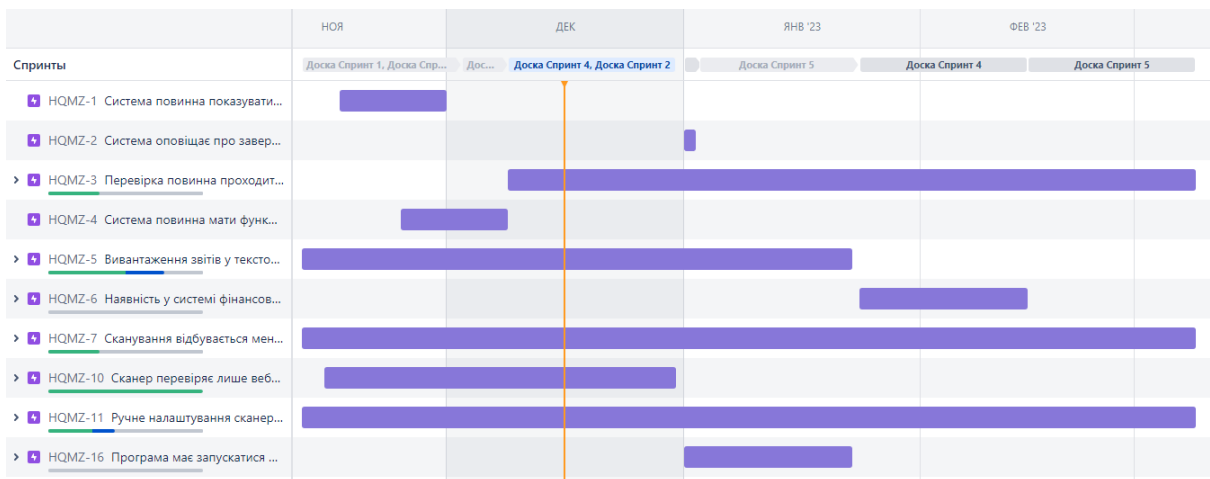 НОЯ ДЕК ЯНВ '23 ФЕВ '23
Спринты Доска Спринт 1, Доска Спр... Дос... Доска Спринт 4, Доска Спринт 2 Доска Спринт 5 Доска Спринт 4 Доска Спринт 5
HQMZ-1 Система повинна показувати...
HQMZ-2 Система оповіщає про завер...
HQMZ-3 Перевірка повинна проходит...
HQMZ-4 Система повинна мати функ...
HQMZ-5 Вивантаження звітів у тексто...
HQMZ-6 Наявність у системі фінансов...
HQMZ-7 Сканування відбувається мен...
HQMZ-10 Сканер перевіряє лише веб...
HQMZ-11 Ручне налаштування сканер...
HQMZ-16 Програма має запускатися ...